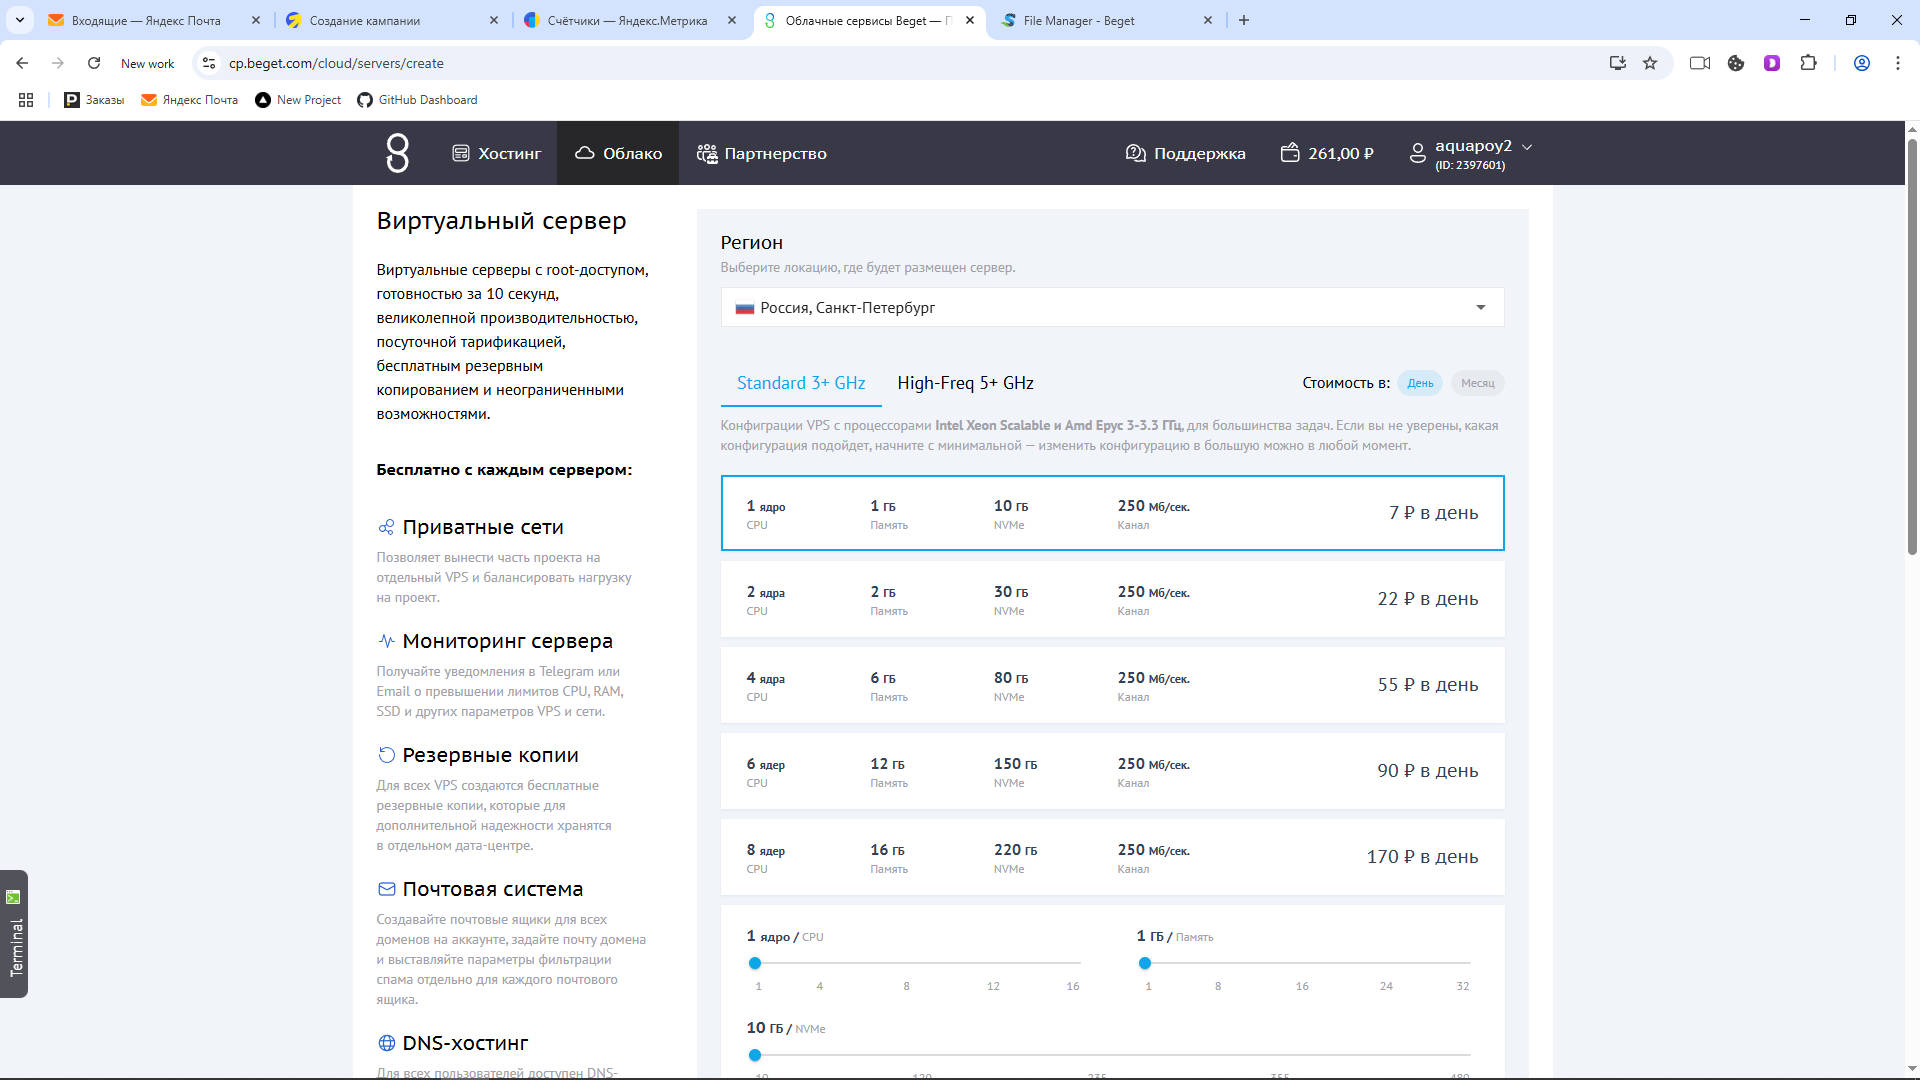 Входящие — Яндекс Почта
Создание кампании
Счётчики — Яндекс.Метрика
Облачные сервисы Beget —
File Manager - Beget
New work
cp.beget.com/cloud/servers/create
Заказы
Яндекс Почта
New Project
GitHub Dashboard
Хостинг
Облако
Партнерство
Поддержка
261,00 ₽
aquapoy2
(ID: 2397601)
Виртуальный сервер
Виртуальные серверы с root-доступом,
готовностью за 10 секунд,
великолепной производительностью,
посуточной тарификацией,
бесплатным резервным
копированием и неограниченными
возможностями.
Бесплатно с каждым сервером:
Приватные сети
Позволяет вынести часть проекта на
отдельный VPS и балансировать нагрузку
на проект.
Мониторинг сервера
Получайте уведомления в Telegram или
Email о превышении лимитов CPU, RAM,
SSD и других параметров VPS и сети.
Резервные копии
Для всех VPS создаются бесплатные
резервные копии, которые для
дополнительной надежности хранятся
в отдельном дата-центре.
Почтовая система
Создавайте почтовые ящики для всех
доменов на аккаунте, задайте почту домена
и выставляйте параметры фильтрации
спама отдельно для каждого почтового
ящика.
DNS-хостинг
Для всех пользователей доступен DNS-
Регион
Выберите локацию, где будет размещен сервер.
Россия, Санкт-Петербург
Standard 3+ GHz
High-Freq 5+ GHz
Стоимость в:
День
Месяц
Конфиграции VPS с процессорами Intel Xeon Scalable и Amd Epyc 3-3.3 ГГц, для большинства задач. Если вы не уверены, какая
конфигурация подойдет, начните с минимальной — изменить конфигурацию в большую можно в любой момент.
1 ядро 1 ГБ 10 ГБ 250 Мб/сек. 7 ₽ в день
CPU Память NVMe Канал
2 ядра 2 ГБ 30 ГБ 250 Мб/сек. 22 ₽ в день
CPU Память NVMe Канал
4 ядра 6 ГБ 80 ГБ 250 Мб/сек. 55 ₽ в день
CPU Память NVMe Канал
6 ядер 12 ГБ 150 ГБ 250 Мб/сек. 90 ₽ в день
CPU Память NVMe Канал
8 ядер 16 ГБ 220 ГБ 250 Мб/сек. 170 ₽ в день
CPU Память NVMe Канал
1 ядро / CPU
1 4 8 12 16
1 ГБ / Память
1 8 16 24 32
10 ГБ / NVMe
10 120 235 355 480
Terminal